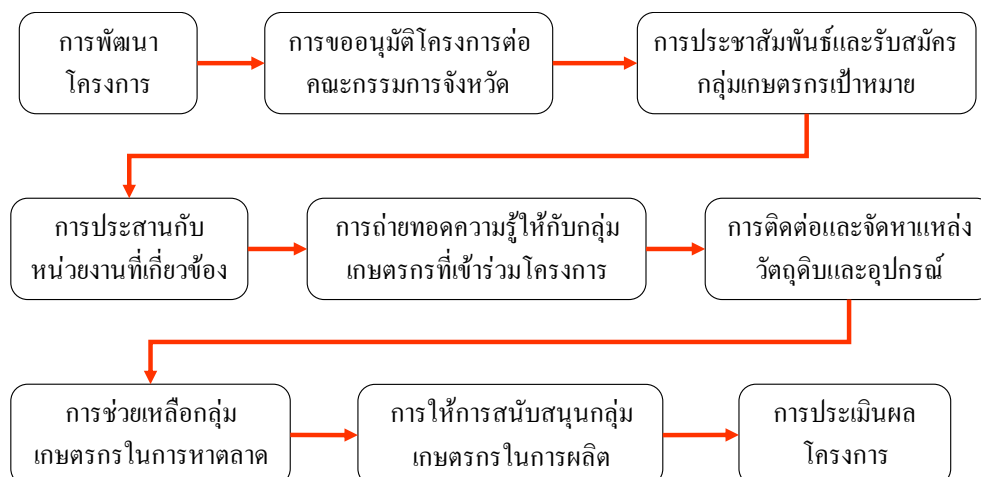 การพัฒนา
โครงการ
การขออนุมัติโครงการต่อ
คณะกรรมการจังหวัด
การประชาสัมพันธ์และรับสมัคร
กลุ่มเกษตรกรเป้าหมาย
การประสานกับ
หน่วยงานที่เกี่ยวข้อง
การถ่ายทอดความรู้ให้กับกลุ่ม
เกษตรกรที่เข้าร่วมโครงการ
การติดต่อและจัดหาแหล่ง
วัตถุดิบและอุปกรณ์
การช่วยเหลือกลุ่ม
เกษตรกรในการหาตลาด
การให้การสนับสนุนกลุ่ม
เกษตรกรในการผลิต
การประเมินผล
โครงการ